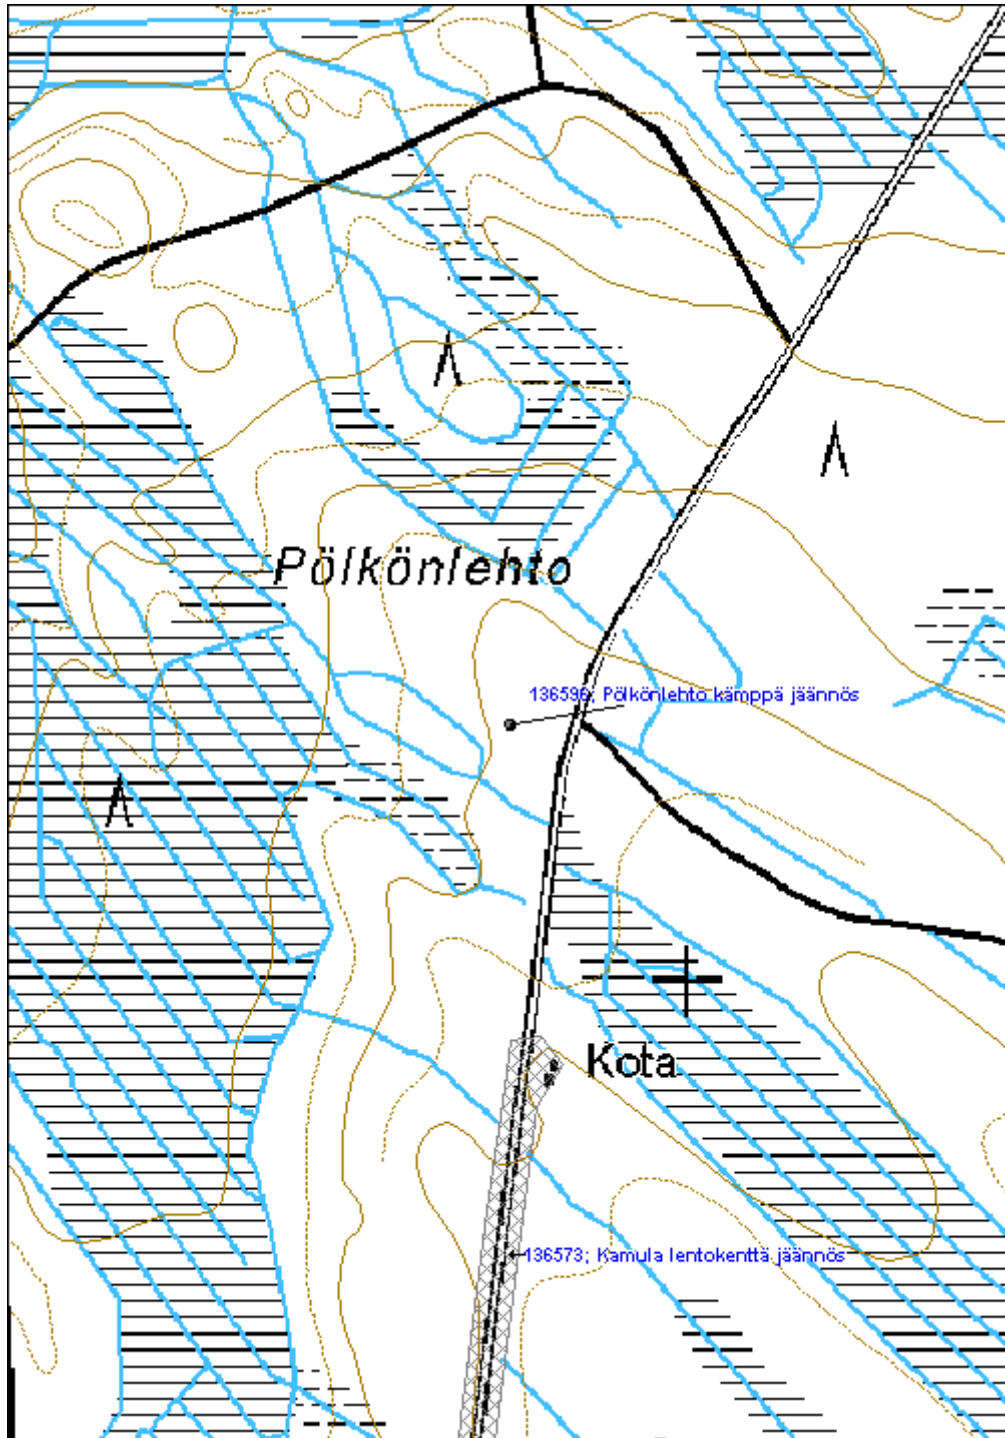 Pölkönlehto
136596; Pölkönlehto kämppä jäännös
Kota
136573; Kamula lentokenttä jäännös